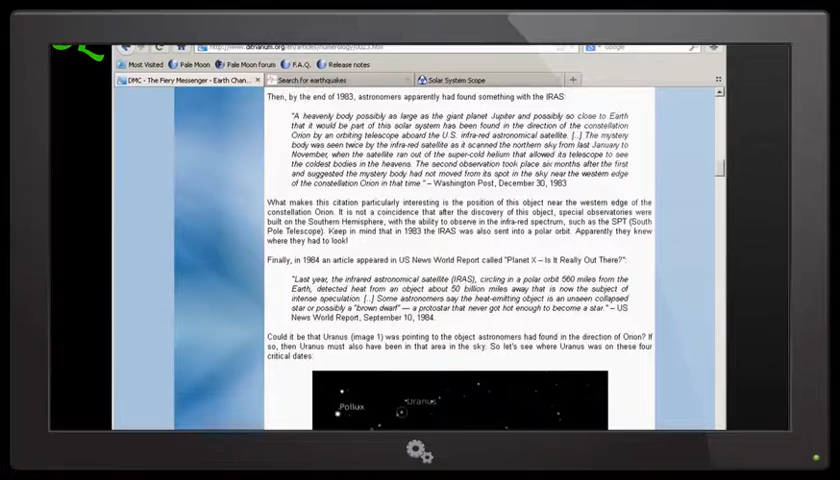 http://www.ditrianum.org/en/articles/numerology/0023.html
Google
Most Visited Pale Moon Pale Moon forum F.A.Q. Release notes
DMC - The Fiery Messenger - Earth Chan... Search for earthquakes Solar System Scope
Then, by the end of 1983, astronomers apparently had found something with the IRAS:
"A heavenly body possibly as large as the giant planet Jupiter and possibly so close to Earth
that it would be part of this solar system has been found in the direction of the constellation
Orion by an orbiting telescope aboard the U.S. infra-red astronomical satellite. [..] The mystery
body was seen twice by the infra-red satellite as it scanned the northern sky from last January to
November, when the satellite ran out of the super-cold helium that allowed its telescope to see
the coldest bodies in the heavens. The second observation took place six months after the first
and suggested the mystery body had not moved from its spot in the sky near the western edge
of the constellation Orion in that time " – Washington Post, December 30, 1983
What makes this citation particularly interesting is the position of this object near the western edge of the
constellation Orion. It is not a coincidence that after the discovery of this object, special observatories were
built on the Southern Hemisphere, with the ability to observe in the infra-red spectrum, such as the SPT (South
Pole Telescope). Keep in mind that in 1983 the IRAS was also sent into a polar orbit. Apparently they knew
where they had to look!
Finally, in 1984 an article appeared in US News World Report called "Planet X – Is It Really Out There?":
"Last year, the infrared astronomical satellite (IRAS), circling in a polar orbit 560 miles from the
Earth, detected heat from an object about 50 billion miles away that is now the subject of
intense speculation. [..] Some astronomers say the heat-emitting object is an unseen collapsed
star or possibly a "brown dwarf" — a protostar that never got hot enough to become a star." – US
News World Report, September 10, 1984.
Could it be that Uranus (image 1) was pointing to the object astronomers had found in the direction of Orion? If
so, then Uranus must also have been in that area in the sky. So let's see where Uranus was on these four
critical dates:
Uranus
Pollux